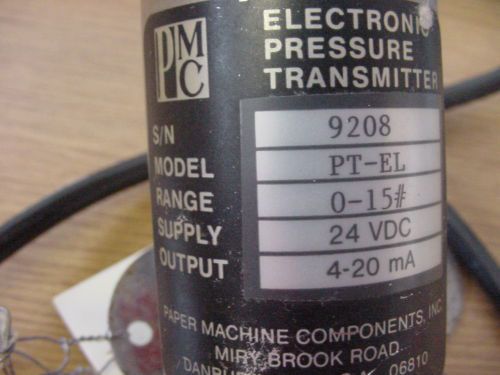 PMC
ELECTRONIC
PRESSURE
TRANSMITTER
S/N 9208
MODEL PT-EL
RANGE 0-15#
SUPPLY 24 VDC
OUTPUT 4-20 mA
PAPER MACHINE COMPONENTS, INC.
MIRY BROOK ROAD
06810